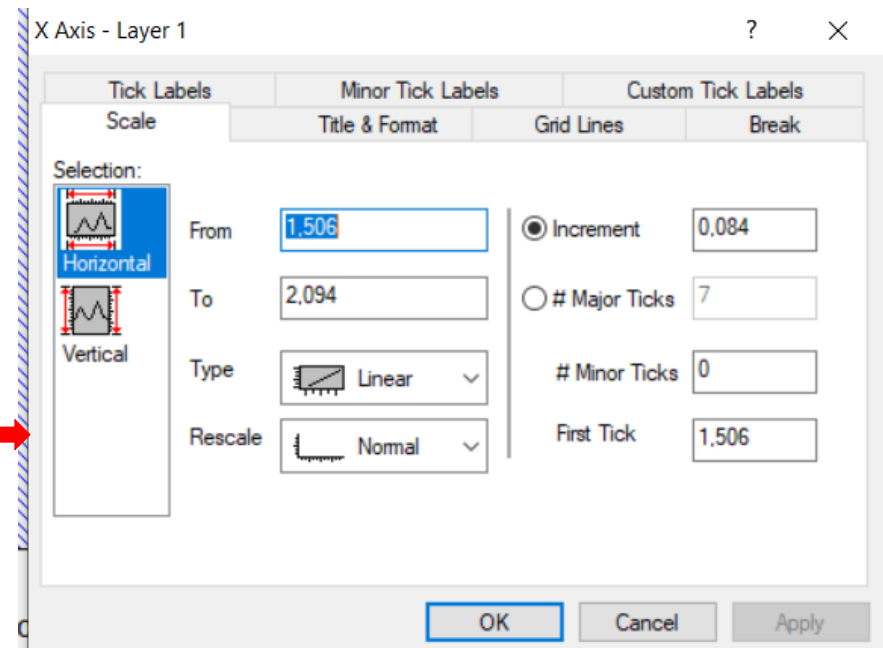 X Axis - Layer 1 ?
Tick Labels Minor Tick Labels Custom Tick Labels
Scale Title & Format Grid Lines Break
Selection:
Horizontal
Vertical
From 1,506
To 2,094
Type Linear
Rescale Normal
Increment 0,084
# Major Ticks 7
# Minor Ticks 0
First Tick 1,506
OK Cancel Apply